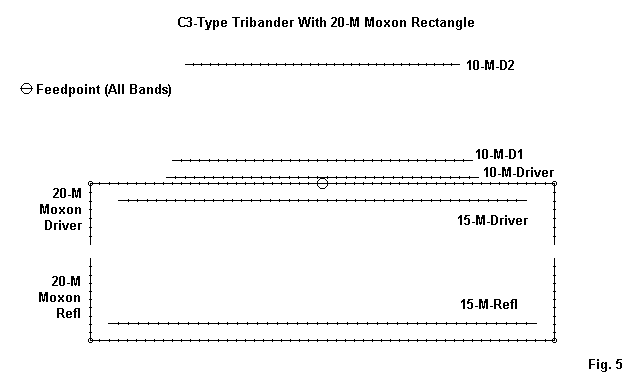 C3-Type Tribander With 20-M Moxon Rectangle
10-M-D2
Feedpoint (All Bands)
10-M-D1
10-M-Driver
20-M
Moxon
Driver
15-M-Driver
20-M
Moxon
Refl
15-M-Refl
Fig. 5